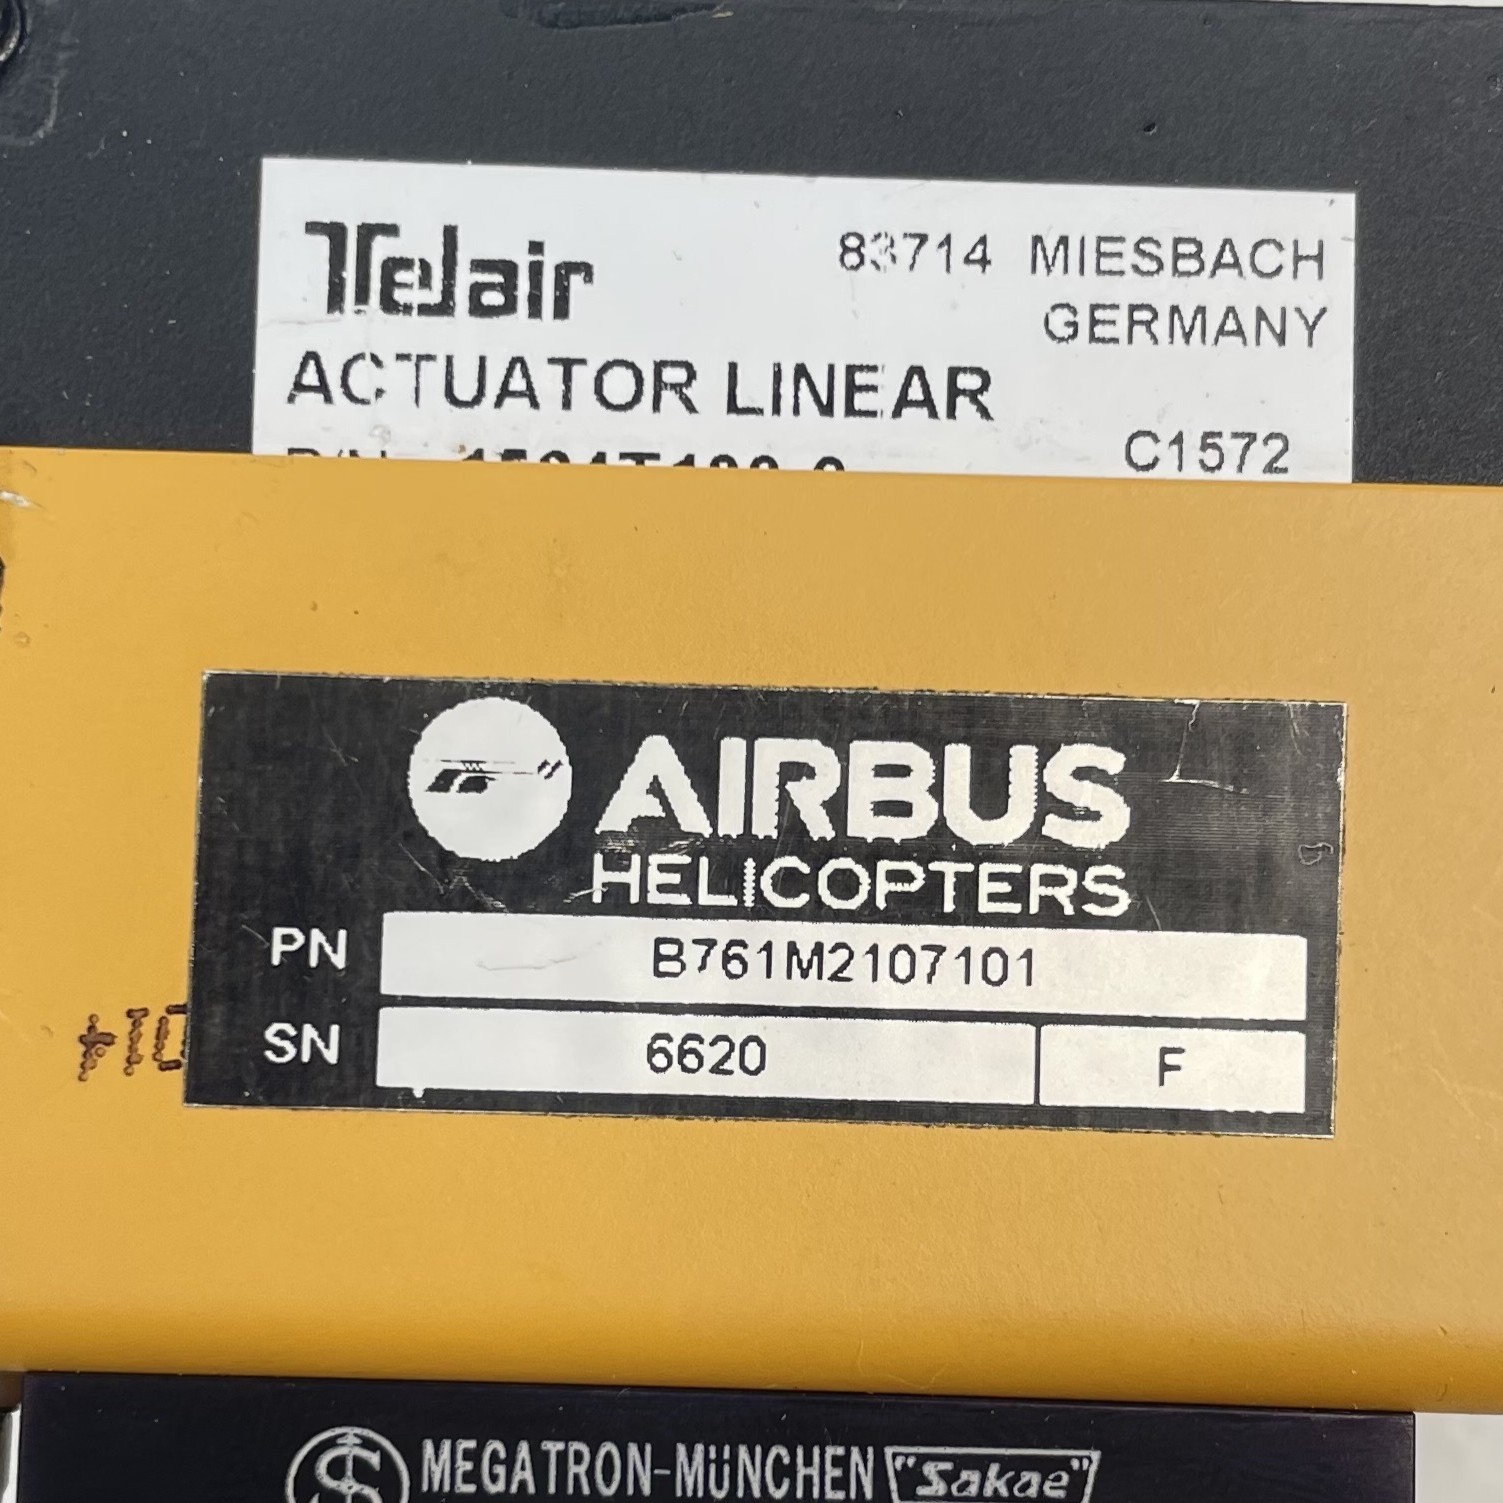 Telair
83714 MIESBACH
GERMANY
ACTUATOR LINEAR
C1572
AIRBUS
HELICOPTERS
PN B761M2107101
SN 6620 F
MEGATRON-MÜNCHEN "Sakae"